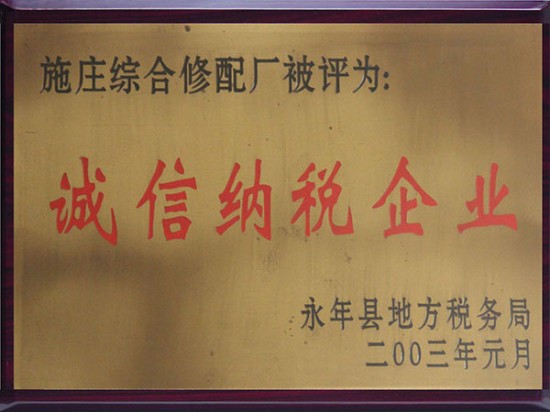 施庄综合修配厂被评为:
诚信纳税企业
永年县地方税务局
二00三年元月